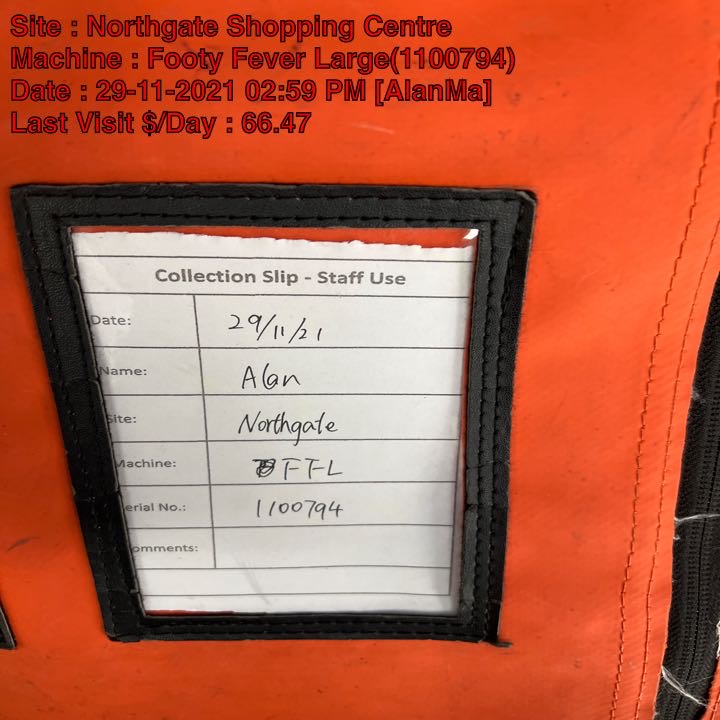 Site : Northgate Shopping Centre
Machine : Footy Fever Large(1100794)
Date : 29-11-2021 02:59 PM [AlanMa]
Last Visit $/Day : 66.47
Collection Slip - Staff Use
Date: 29/11/21
Name: Alan
Site: Northgate
Machine: FFL
erial No.: 1100794
omments: